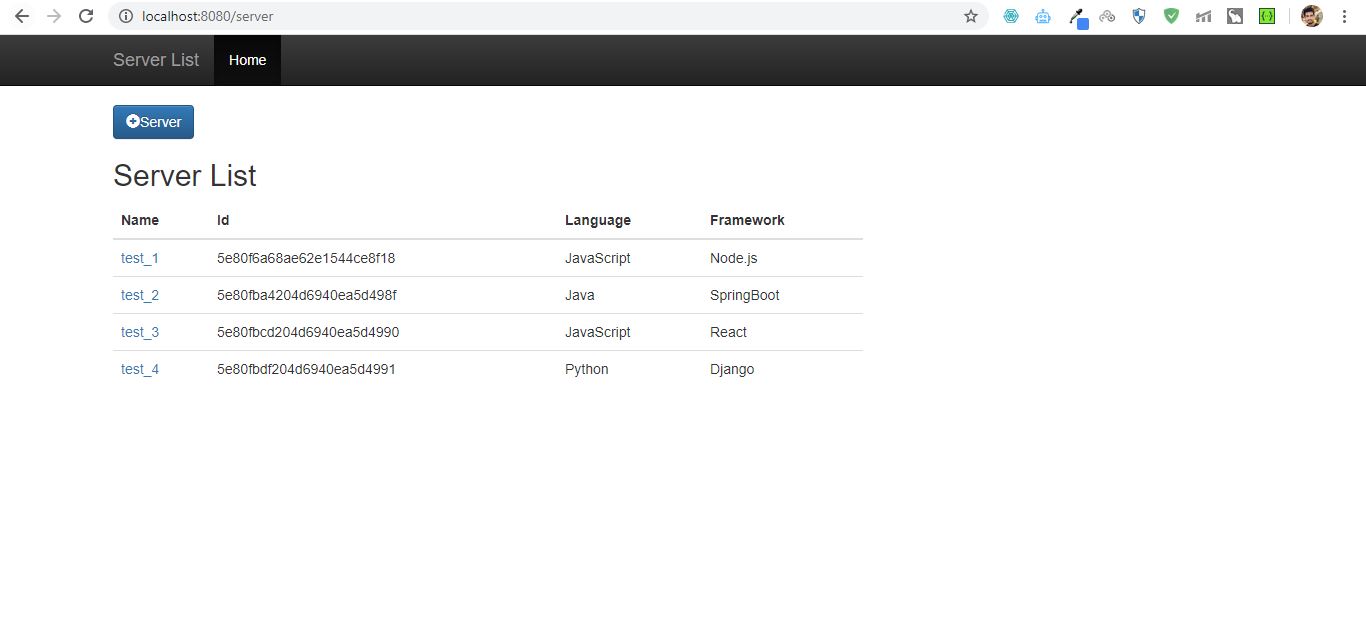 localhost:8080/server
Server List Home
Server
Server List
Name Id Language Framework
test_1 5e80f6a68ae62e1544ce8f18 JavaScript Node.js
test_2 5e80fba4204d6940ea5d498f Java SpringBoot
test_3 5e80fbcd204d6940ea5d4990 JavaScript React
test_4 5e80fbdf204d6940ea5d4991 Python Django